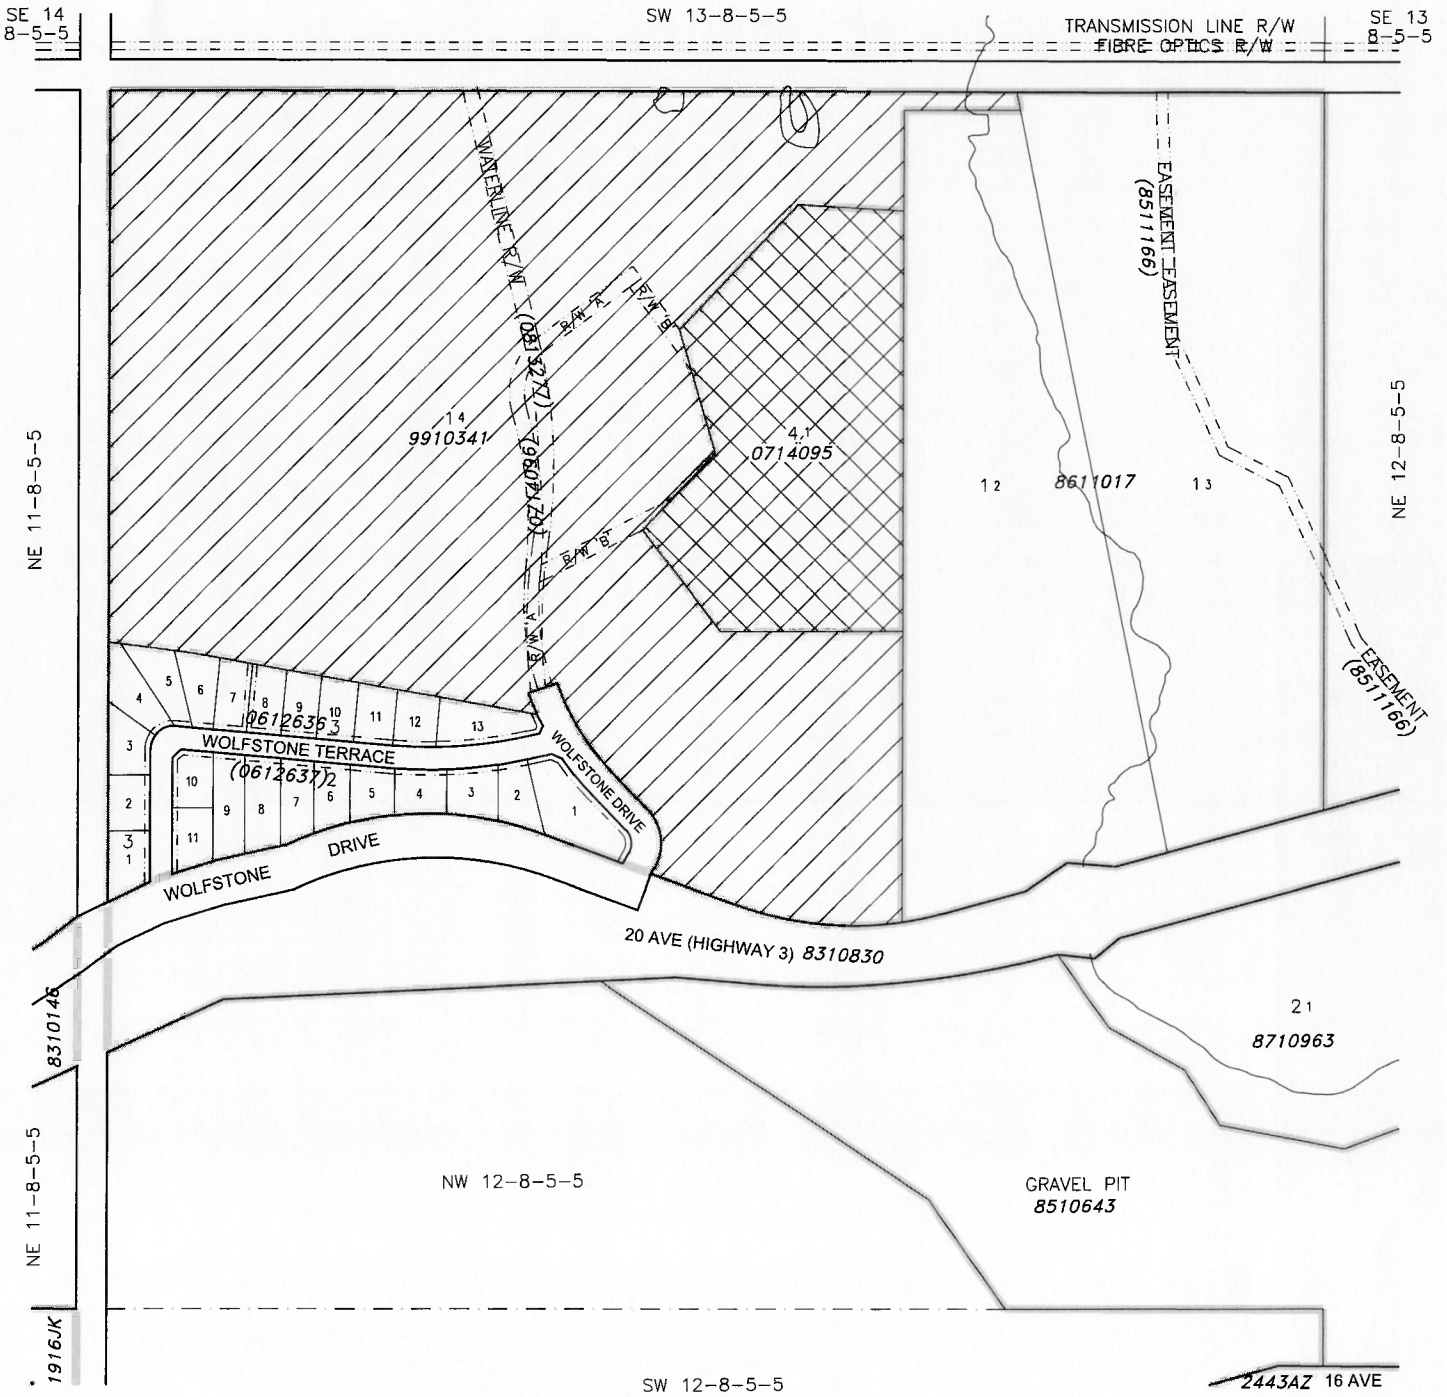 SE 14
8-5-5
SW 13-8-5-5
TRANSMISSION LINE R/W
FIBRE OPTICS R/W
SE 13
8-5-5
WATERLINE R/W
(0813277)
7964092170)
EASEMENT
(8511166)
EASEMENT
R/W 'A'
R/W 'B'
14
9910341
41
0714095
12
8611017
13
NE 11-8-5-5
NE 12-8-5-5
R/W 'B'
R/W 'A'
EASEMENT
(8511166)
4
5
6
7
8
9
10
11
12
13
0612636
3
3
WOLFSTONE TERRACE
(0612637)
2
WOLFSTONE DRIVE
10
9
8
7
6
5
4
3
2
1
2
3
1
11
WOLFSTONE DRIVE
20 AVE (HIGHWAY 3) 8310830
8310146
21
8710963
NE 11-8-5-5
NW 12-8-5-5
GRAVEL PIT
8510643
1916JK
SW 12-8-5-5
2443AZ 16 AVE